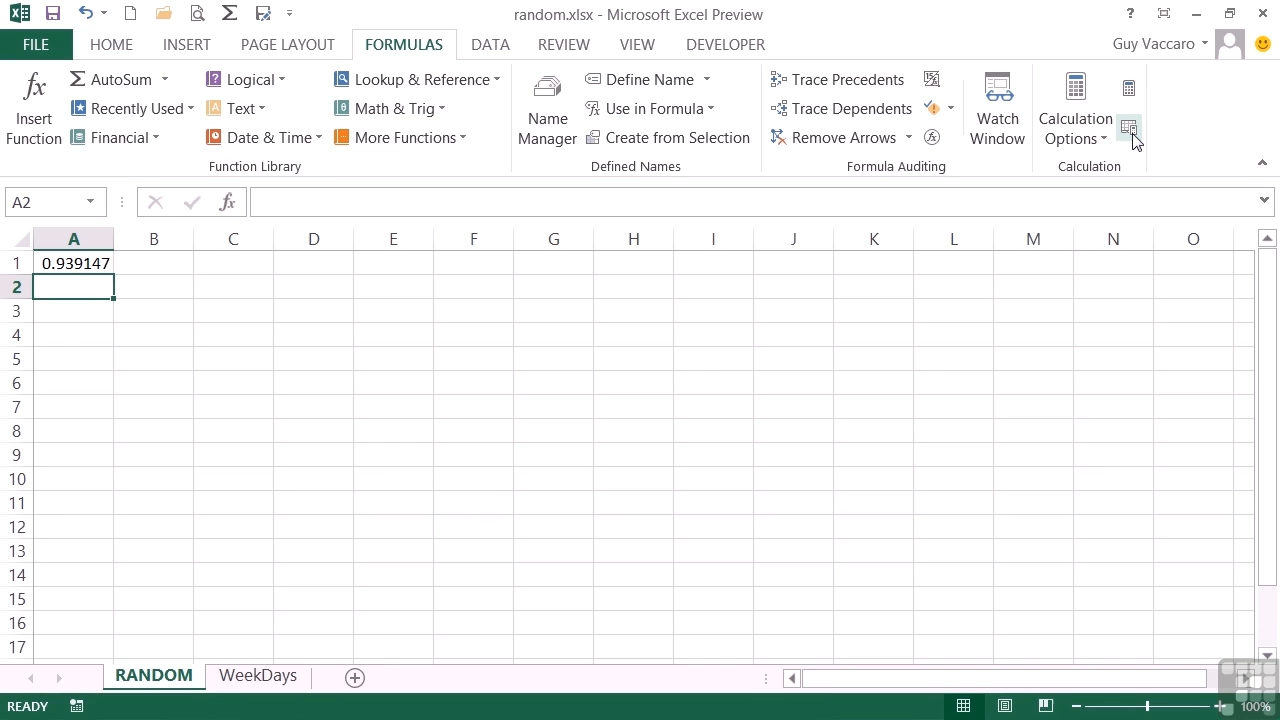 random.xlsx - Microsoft Excel Preview
?
FILE HOME INSERT PAGE LAYOUT FORMULAS DATA REVIEW VIEW DEVELOPER Guy Vaccaro
fx Insert Function
Σ AutoSum
Recently Used
Financial
Logical
Text
Date & Time
Lookup & Reference
Math & Trig
More Functions
Function Library
Name Manager
Define Name
Use in Formula
Create from Selection
Defined Names
Trace Precedents
Trace Dependents
Remove Arrows
Formula Auditing
Watch Window
Calculation Options
Calculation
A2 fx
A B C D E F G H I J K L M N O
1 0.939147
2
3
4
5
6
7
8
9
10
11
12
13
14
15
16
17
RANDOM WeekDays
READY 100%